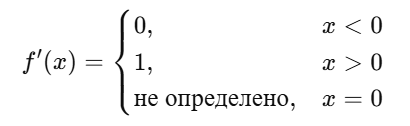 0, x < 0
f′(x) = { 1, x > 0
не определено, x = 0